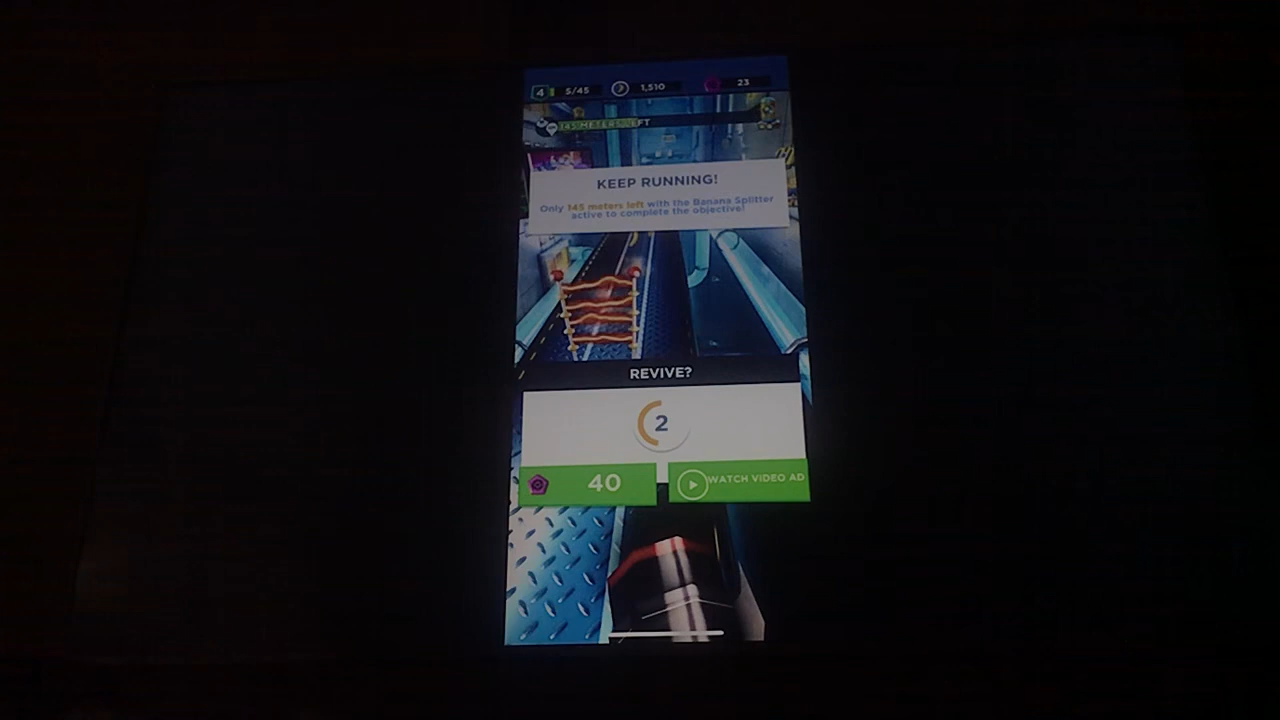 4 5/45 1,510 23
145 METERS LEFT
KEEP RUNNING!
Only 145 meters left with the Banana Splitter
active to complete the objective!
REVIVE?
2
40 WATCH VIDEO AD